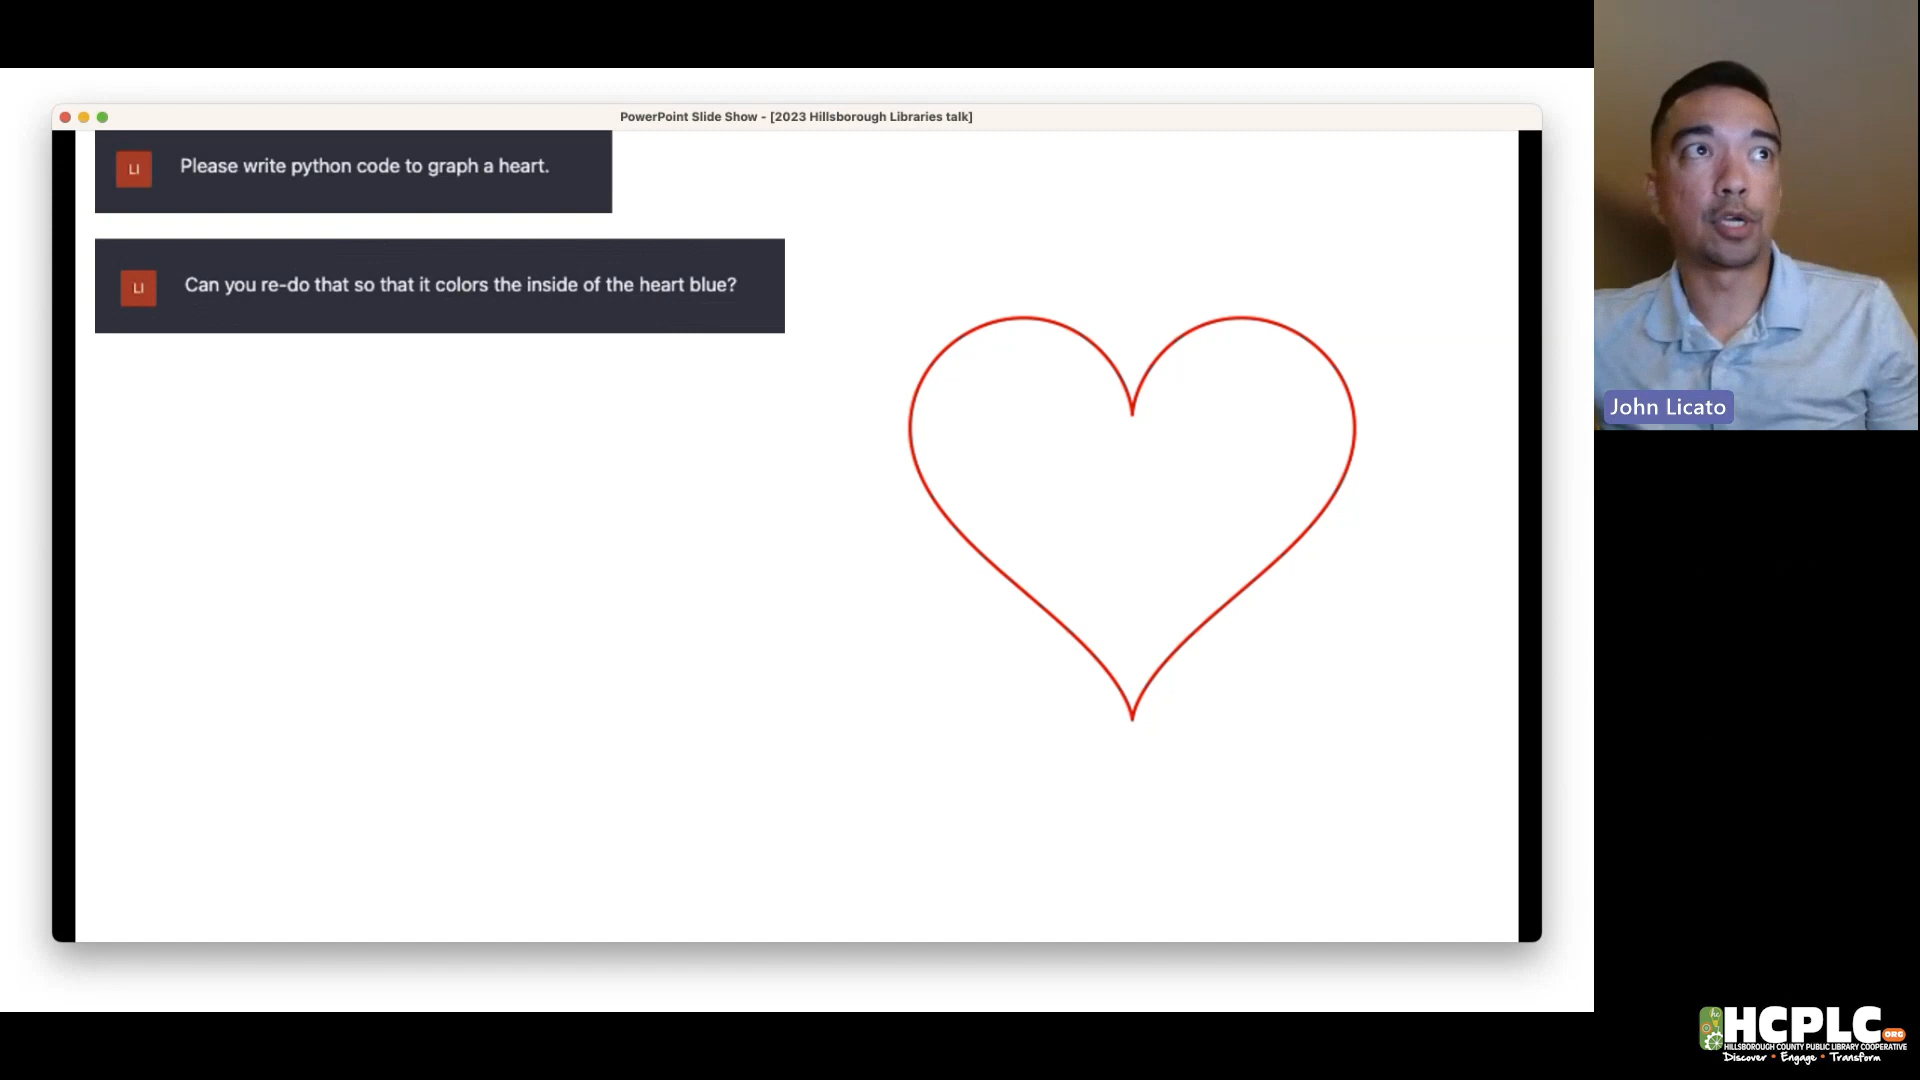 PowerPoint Slide Show - [2023 Hillsborough Libraries talk]
LI Please write python code to graph a heart.
LI Can you re-do that so that it colors the inside of the heart blue?
John Licato
HCPLC.ORG
HILLSBOROUGH COUNTY PUBLIC LIBRARY COOPERATIVE
Discover • Engage • Transform